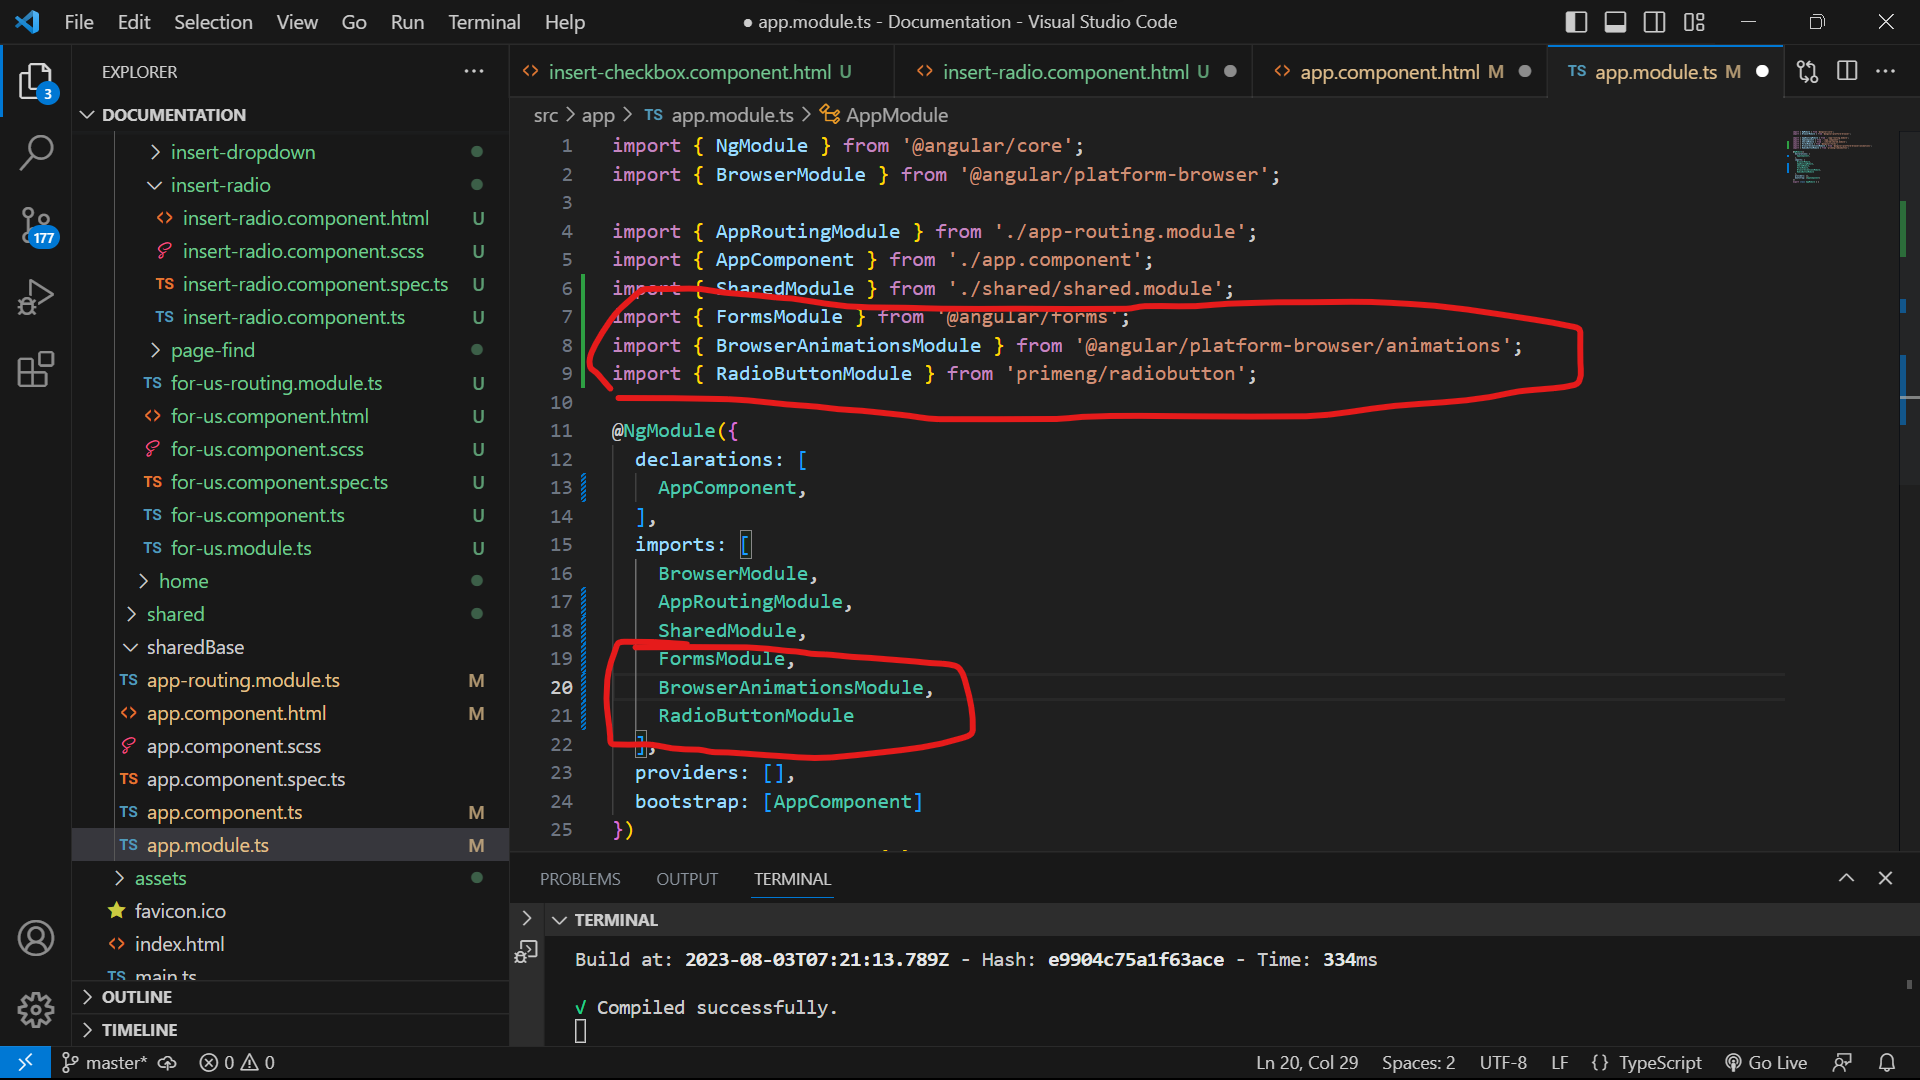 File Edit Selection View Go Run Terminal Help
● app.module.ts - Documentation - Visual Studio Code
EXPLORER
DOCUMENTATION
insert-dropdown
insert-radio
insert-radio.component.html U
insert-radio.component.scss U
TS insert-radio.component.spec.ts U
TS insert-radio.component.ts U
page-find
TS for-us-routing.module.ts U
for-us.component.html U
for-us.component.scss U
TS for-us.component.spec.ts U
TS for-us.component.ts U
TS for-us.module.ts U
home
shared
sharedBase
TS app-routing.module.ts M
app.component.html M
app.component.scss
TS app.component.spec.ts
TS app.component.ts M
TS app.module.ts M
assets
favicon.ico
index.html
TS main.ts
OUTLINE
TIMELINE
3
177
insert-checkbox.component.html U
insert-radio.component.html U
app.component.html M
TS app.module.ts M
src > app > TS app.module.ts > AppModule
1 import { NgModule } from '@angular/core';
2 import { BrowserModule } from '@angular/platform-browser';
3
4 import { AppRoutingModule } from './app-routing.module';
5 import { AppComponent } from './app.component';
6 import { SharedModule } from './shared/shared.module';
7 import { FormsModule } from '@angular/forms';
8 import { BrowserAnimationsModule } from '@angular/platform-browser/animations';
9 import { RadioButtonModule } from 'primeng/radiobutton';
10
11 @NgModule({
12 declarations: [
13 AppComponent,
14 ],
15 imports: [
16 BrowserModule,
17 AppRoutingModule,
18 SharedModule,
19 FormsModule,
20 BrowserAnimationsModule,
21 RadioButtonModule
22 ],
23 providers: [],
24 bootstrap: [AppComponent]
25 })
PROBLEMS OUTPUT TERMINAL
TERMINAL
Build at: 2023-08-03T07:21:13.789Z - Hash: e9904c75a1f63ace - Time: 334ms
√ Compiled successfully.
master* 0 0 Ln 20, Col 29 Spaces: 2 UTF-8 LF {} TypeScript Go Live